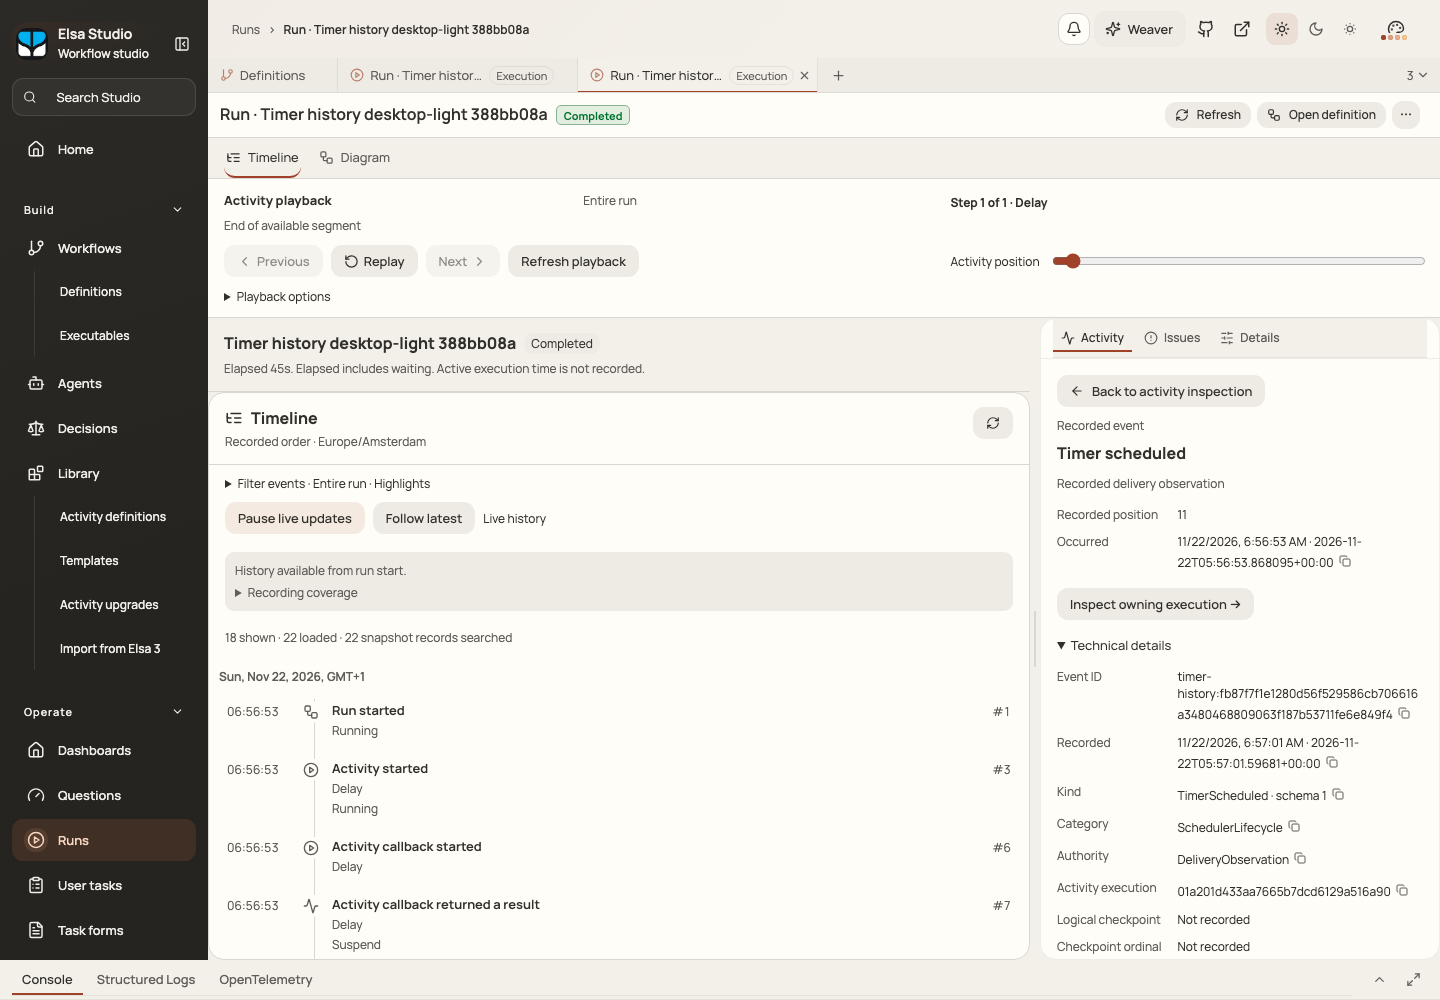 Elsa Studio
Workflow studio
Search Studio
Home
Build
Workflows
Definitions
Executables
Agents
Decisions
Library
Activity definitions
Templates
Activity upgrades
Import from Elsa 3
Operate
Dashboards
Questions
Runs
User tasks
Task forms
Runs › Run · Timer history desktop-light 388bb08a
Weaver
Definitions
Run · Timer histor... Execution
Run · Timer histor... Execution
3
Run · Timer history desktop-light 388bb08a Completed
Refresh
Open definition
Timeline
Diagram
Activity playback
Entire run
Step 1 of 1 · Delay
End of available segment
Previous
Replay
Next
Refresh playback
Activity position
Playback options
Timer history desktop-light 388bb08a Completed
Elapsed 45s. Elapsed includes waiting. Active execution time is not recorded.
Timeline
Recorded order · Europe/Amsterdam
Filter events · Entire run · Highlights
Pause live updates
Follow latest
Live history
History available from run start.
Recording coverage
18 shown · 22 loaded · 22 snapshot records searched
Sun, Nov 22, 2026, GMT+1
06:56:53 Run started #1
Running
06:56:53 Activity started #3
Delay
Running
06:56:53 Activity callback started #6
Delay
06:56:53 Activity callback returned a result #7
Delay
Suspend
Activity
Issues
Details
Back to activity inspection
Recorded event
Timer scheduled
Recorded delivery observation
Recorded position 11
Occurred 11/22/2026, 6:56:53 AM · 2026-11-
22T05:56:53.868095+00:00
Inspect owning execution →
Technical details
Event ID timer-
history:fb87f7f1e1280d56f529586cb706616
a3480468809063f187b53711fe6e849f4
Recorded 11/22/2026, 6:57:01 AM · 2026-11-
22T05:57:01.59681+00:00
Kind TimerScheduled · schema 1
Category SchedulerLifecycle
Authority DeliveryObservation
Activity execution 01a201d433aa7665b7dcd6129a516a90
Logical checkpoint Not recorded
Checkpoint ordinal Not recorded
Console
Structured Logs
OpenTelemetry